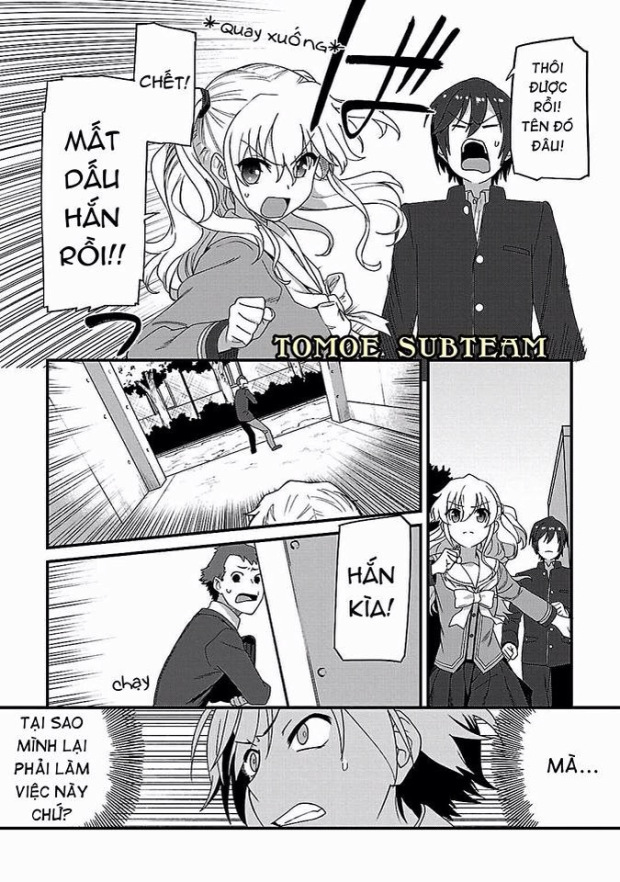 THÔI
ĐƯỢC
RỒI!
TÊN ĐÓ
ĐÂU!
*QUAY XUỐNG*
CHẾT!
MẤT
DẤU
HẮN
RỒI!!
TOMOE SUBTEAM
HẮN
KÌA!
chạy
MÀ...
TẠI SAO
MÌNH LẠI
PHẢI LÀM
VIỆC NÀY
CHỨ?